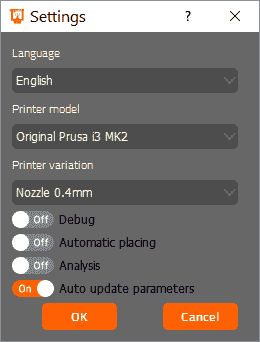 Settings
?
Language
English
Printer model
Original Prusa i3 MK2
Printer variation
Nozzle 0.4mm
Off Debug
Off Automatic placing
Off Analysis
On Auto update parameters
OK Cancel